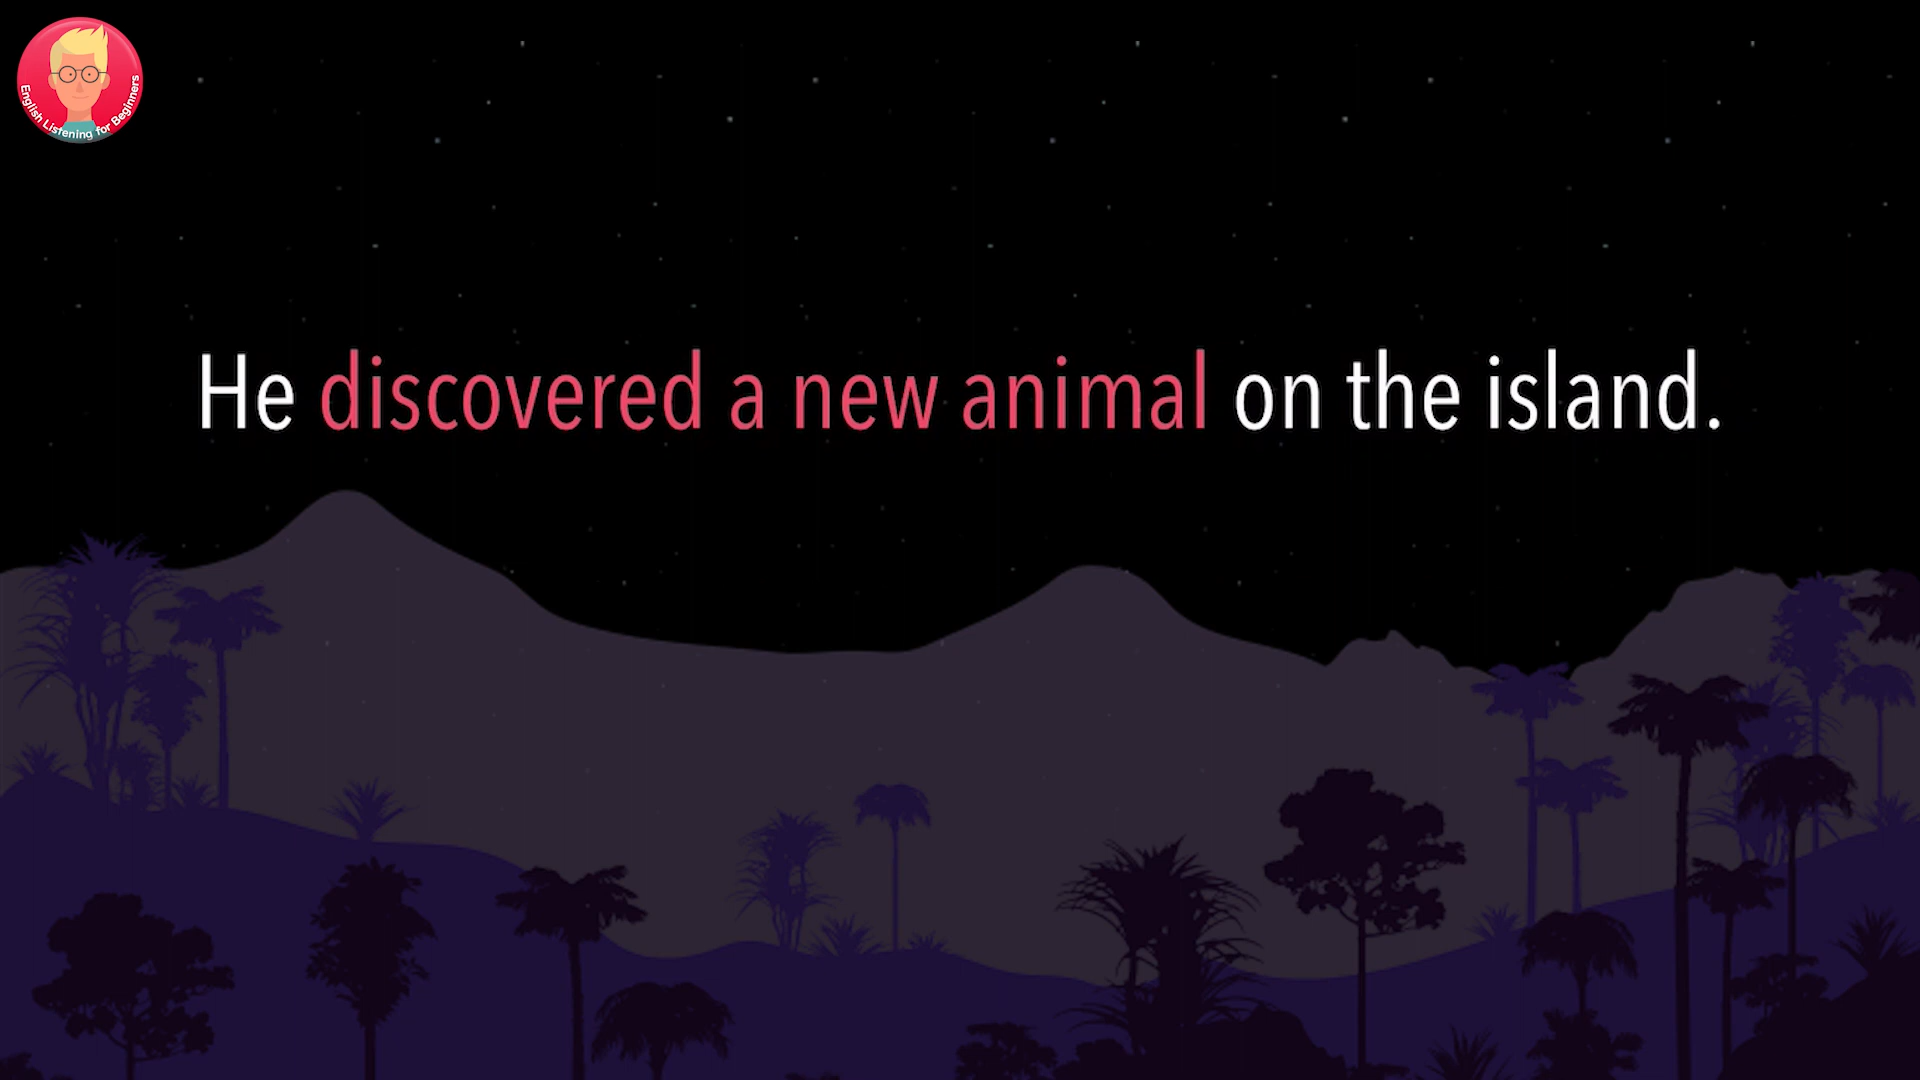 English Listening for Beginners
He discovered a new animal on the island.